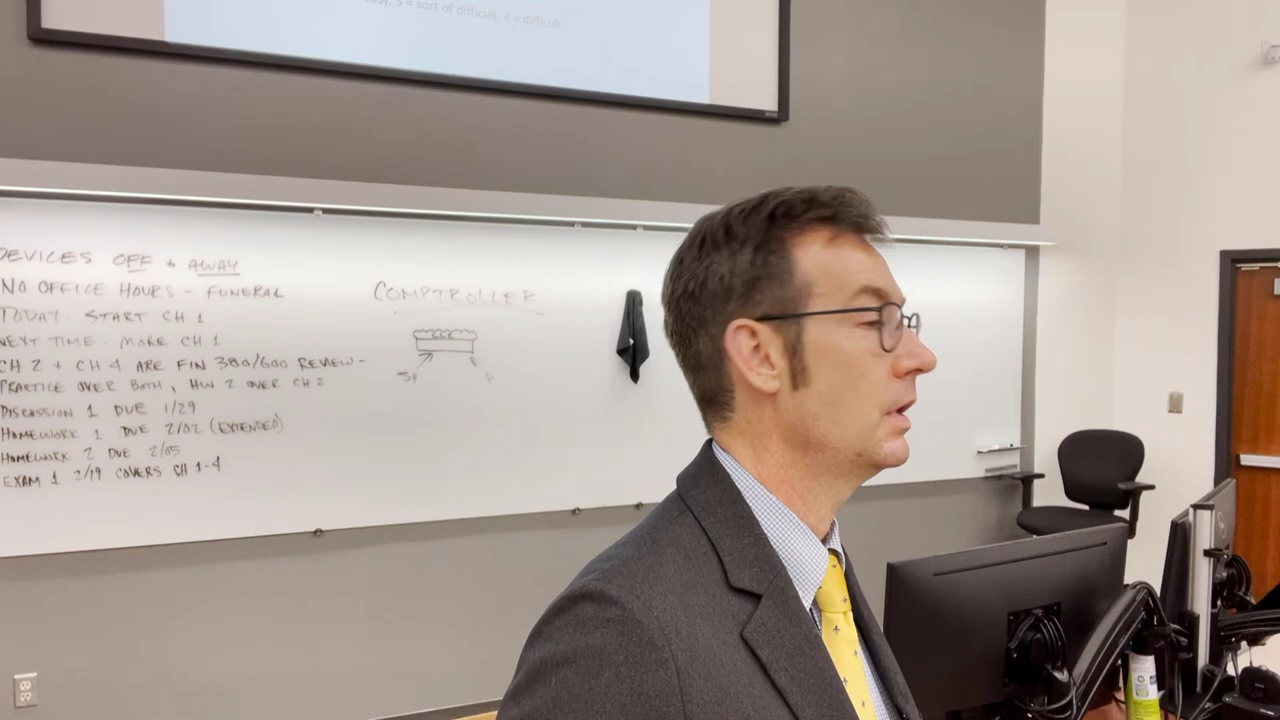 easy, 3 = sort of difficult, 4 = difficult
DEVICES OFF & AWAY
NO OFFICE HOURS - FUNERAL
TODAY: START CH 1
NEXT TIME: MORE CH 1
CH 2 + CH 4 ARE FIN 380/600 REVIEW-
PRACTICE OVER BOTH, HW 2 OVER CH 2
DISCUSSION 1 DUE 1/29
HOMEWORK 1 DUE 2/02 (EXTENDED)
HOMEWORK 2 DUE 2/05
EXAM 1 2/19 COVERS CH 1-4
COMPTROLLER